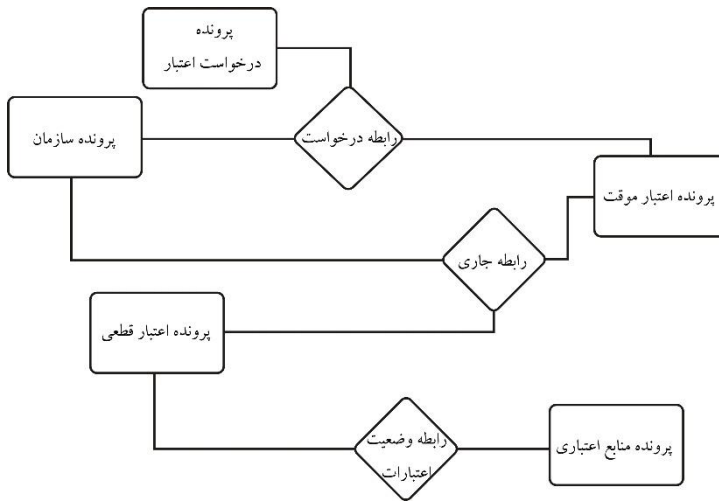 پرونده
درخواست اعتبار
رابطه درخواست
پرونده سازمان
پرونده اعتبار موقت
رابطه جاری
پرونده اعتبار قطعی
رابطه وضعیت
اعتبارات
پرونده منابع اعتباری